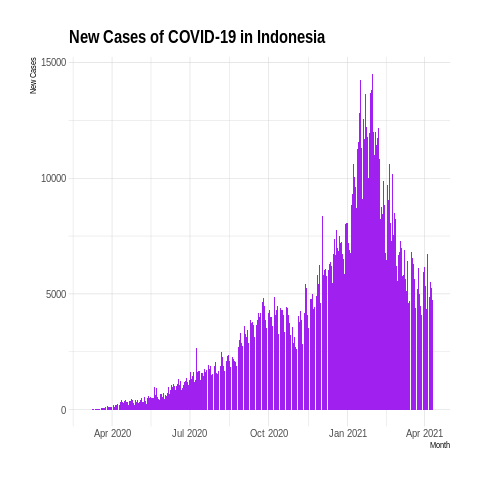 New Cases of COVID-19 in Indonesia
New Cases
15000
10000
5000
0
Apr 2020 Jul 2020 Oct 2020 Jan 2021 Apr 2021
Month